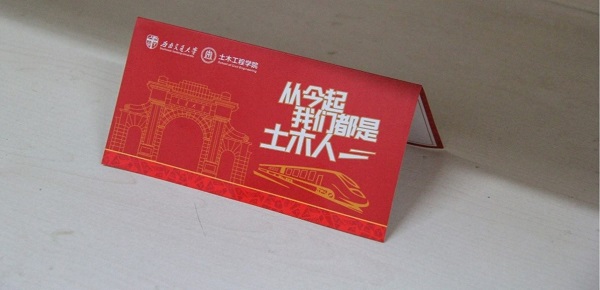 西南交通大学
土木工程学院
从今起
我们都是
土木人